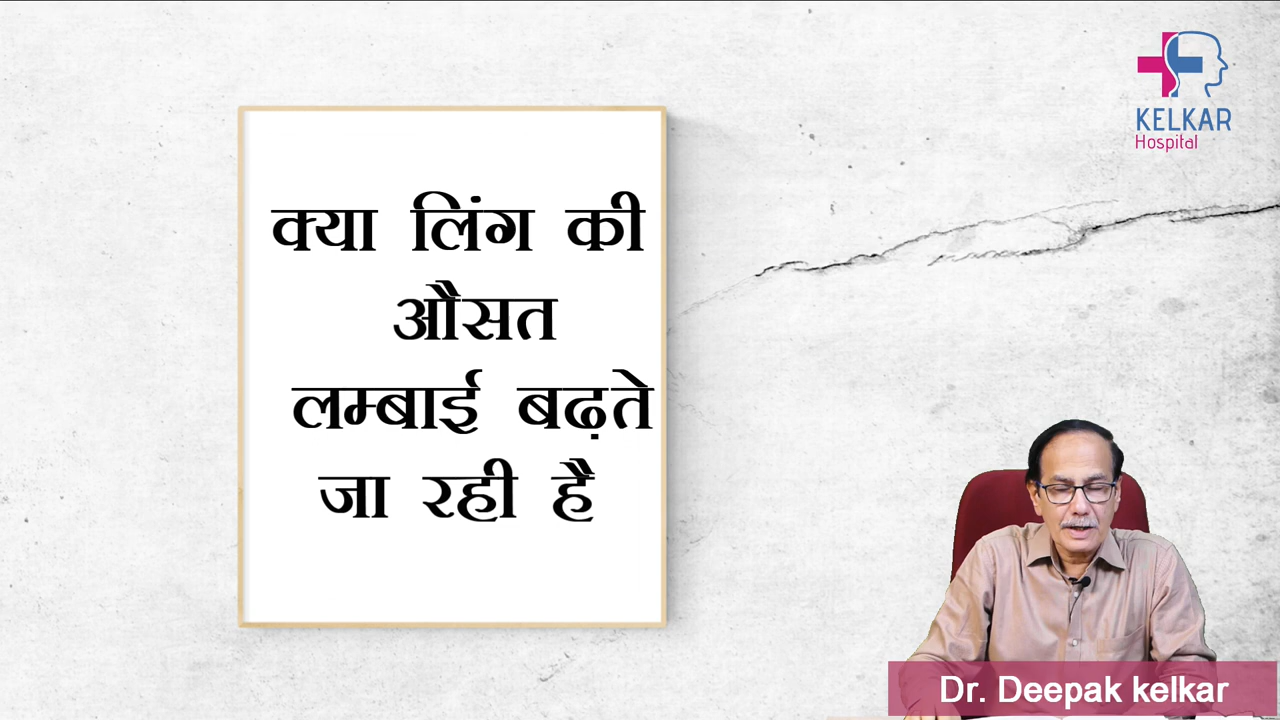 KELKAR
Hospital
क्या लिंग की
औसत
लम्बाई बढ़ते
जा रही है
Dr. Deepak kelkar